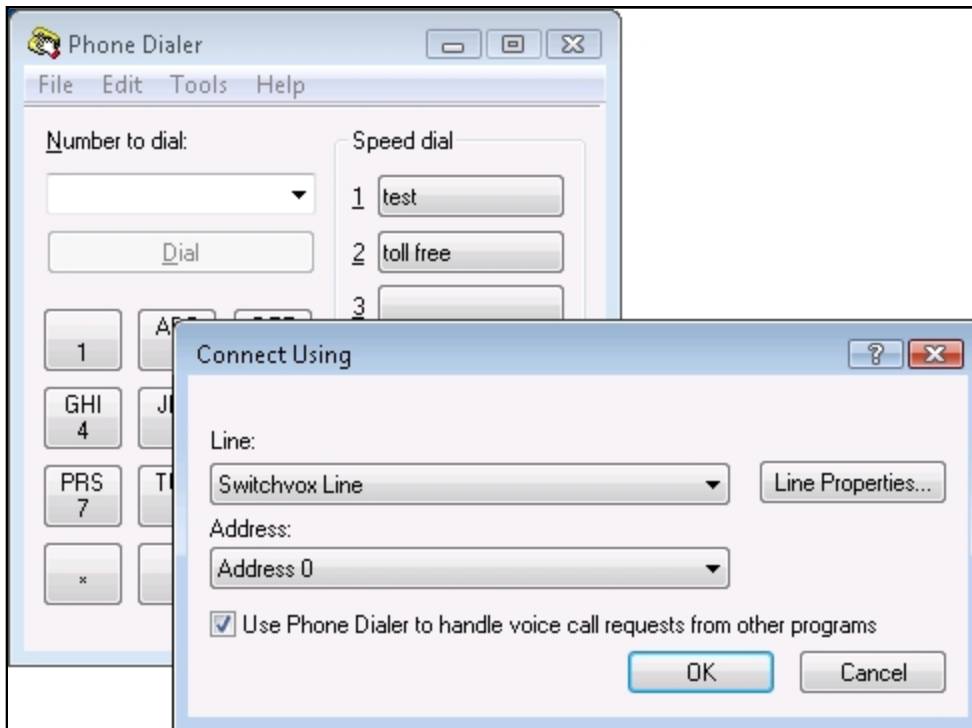 Phone Dialer
File Edit Tools Help
Number to dial:
Dial
Speed dial
1 test
2 toll free
3
1
GHI
4
PRS
7
*
Connect Using
?
Line:
Switchvox Line
Line Properties...
Address:
Address 0
Use Phone Dialer to handle voice call requests from other programs
OK
Cancel